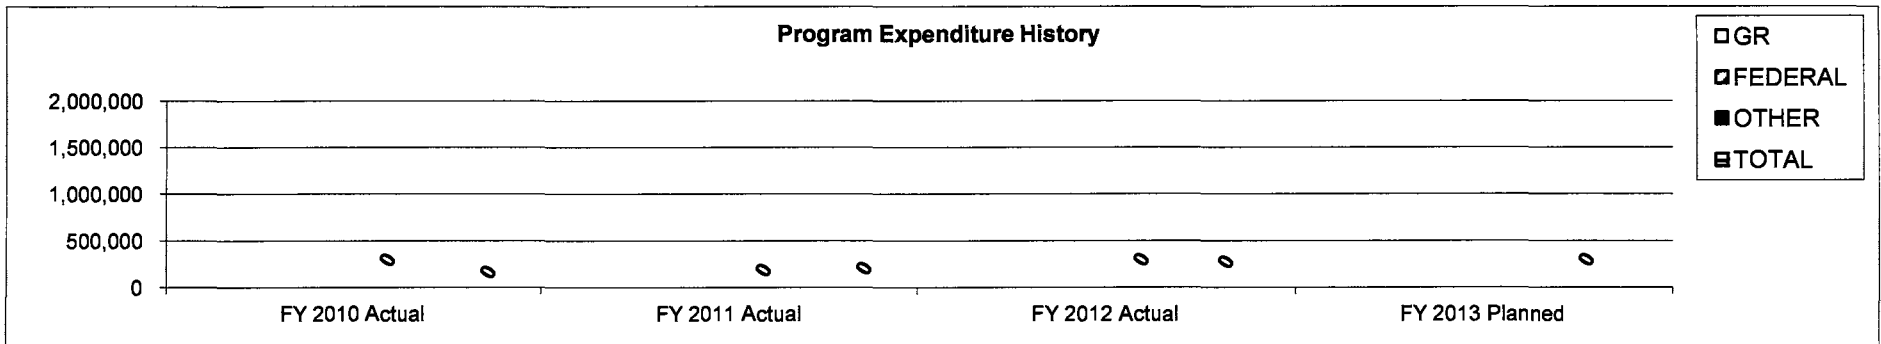 Program Expenditure History
GR
FEDERAL
OTHER
TOTAL
2,000,000
1,500,000
1,000,000
500,000
0
0 0 0 0 0 0 0
FY 2010 Actual FY 2011 Actual FY 2012 Actual FY 2013 Planned